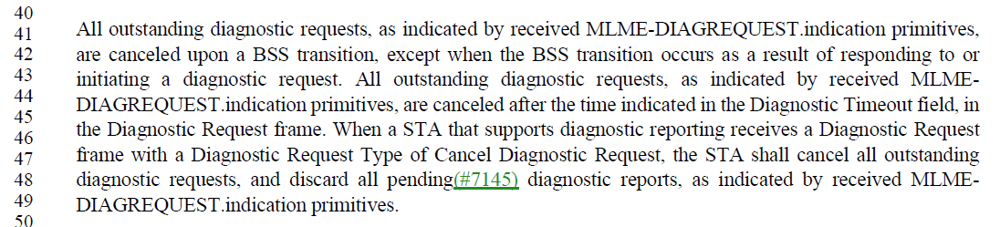 40
41
All outstanding diagnostic requests, as indicated by received MLME-DIAGREQUEST.indication primitives,
42
are canceled upon a BSS transition, except when the BSS transition occurs as a result of responding to or
43
initiating a diagnostic request. All outstanding diagnostic requests, as indicated by received MLME-
44
DIAGREQUEST.indication primitives, are canceled after the time indicated in the Diagnostic Timeout field, in
45
the Diagnostic Request frame. When a STA that supports diagnostic reporting receives a Diagnostic Request
46
47
frame with a Diagnostic Request Type of Cancel Diagnostic Request, the STA shall cancel all outstanding
48
diagnostic requests, and discard all pending(#7145) diagnostic reports, as indicated by received MLME-
49
DIAGREQUEST.indication primitives.
50